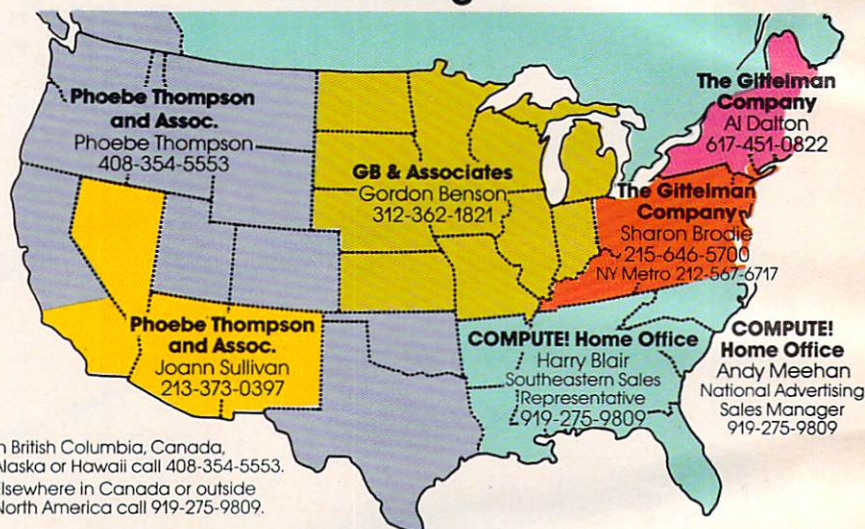 Phoebe Thompson
and Assoc.
Phoebe Thompson
408-354-5553
GB & Associates
Gordon Benson
312-362-1821
The Gittelman
Company
Al Dalton
617-451-0822
The Gittelman
Company
Sharon Brodie
215-646-5700
NY Metro 212-567-6717
Phoebe Thompson
and Assoc.
Joann Sullivan
213-373-0397
COMPUTE! Home Office
Harry Blair
Southeastern Sales
Representative
919-275-9809
COMPUTE!
Home Office
Andy Meehan
National Advertising
Sales Manager
919-275-9809
n British Columbia, Canada,
Alaska or Hawaii call 408-354-5553.
Elsewhere in Canada or outside
North America call 919-275-9809.